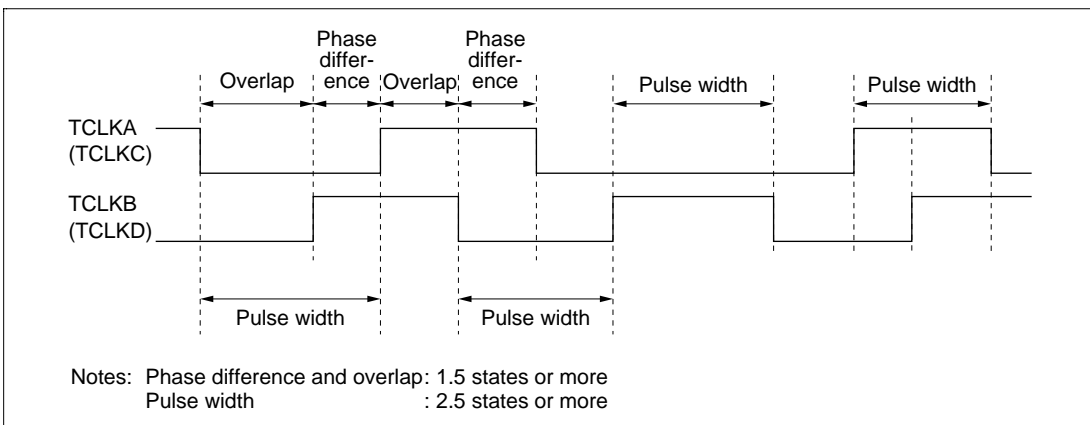 Phase
differ-
ence
Phase
differ-
ence
Overlap
Overlap
Pulse width
Pulse width
TCLKA
(TCLKC)
TCLKB
(TCLKD)
Pulse width
Pulse width
Notes: Phase difference and overlap : 1.5 states or more
Pulse width : 2.5 states or more